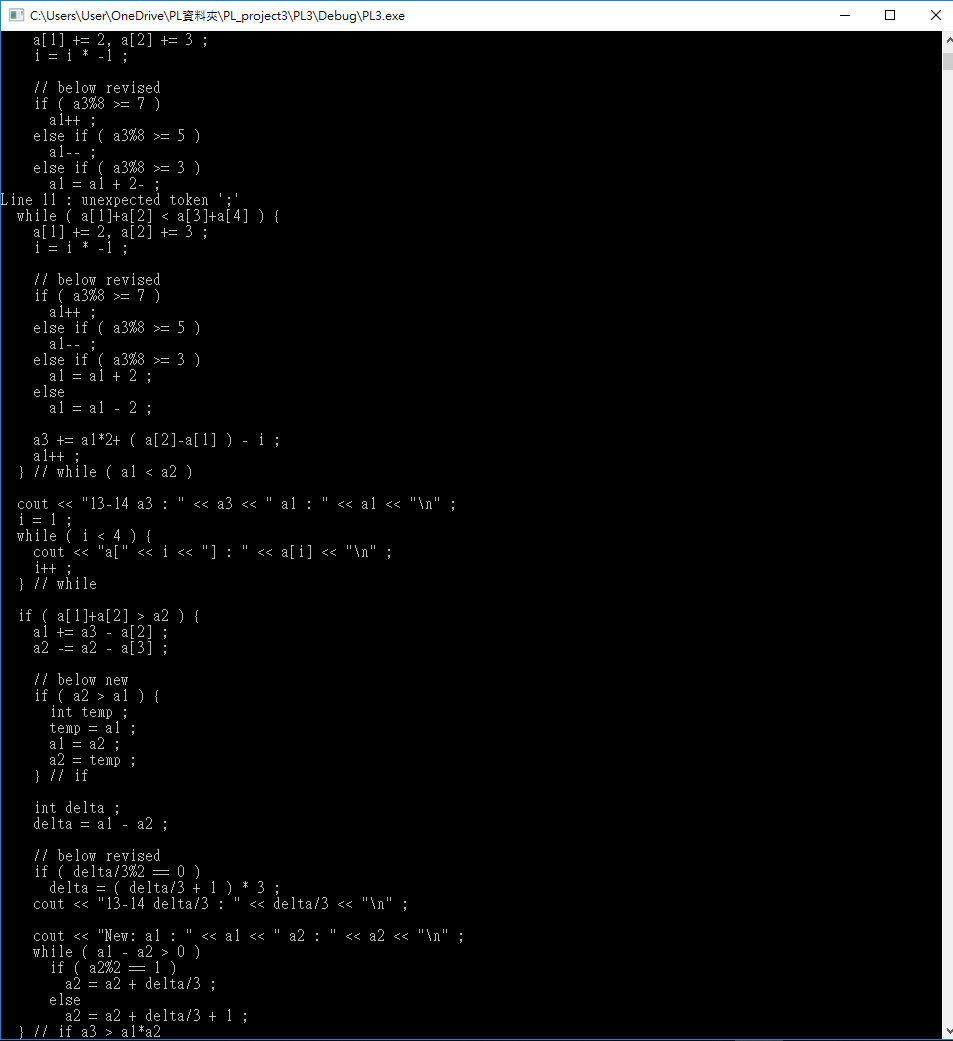 C:\Users\User\OneDrive\PL資料夾\PL_project3\PL3\Debug\PL3.exe
    a[1] += 2, a[2] += 3 ;
    i = i * -1 ;

    // below revised
    if ( a3%8 >= 7 )
      a1++ ;
    else if ( a3%8 >= 5 )
      a1-- ;
    else if ( a3%8 >= 3 )
      a1 = a1 + 2- ;
Line 11 : unexpected token ';'
  while ( a[1]+a[2] < a[3]+a[4] ) {
    a[1] += 2, a[2] += 3 ;
    i = i * -1 ;

    // below revised
    if ( a3%8 >= 7 )
      a1++ ;
    else if ( a3%8 >= 5 )
      a1-- ;
    else if ( a3%8 >= 3 )
      a1 = a1 + 2 ;
    else
      a1 = a1 - 2 ;

    a3 += a1*2+ ( a[2]-a[1] ) - i ;
    a1++ ;
  } // while ( a1 < a2 )

  cout << "13-14 a3 : " << a3 << " a1 : " << a1 << "\n" ;
  i = 1 ;
  while ( i < 4 ) {
    cout << "a[" << i << "] : " << a[i] << "\n" ;
    i++ ;
  } // while

  if ( a[1]+a[2] > a2 ) {
    a1 += a3 - a[2] ;
    a2 -= a2 - a[3] ;

    // below new
    if ( a2 > a1 ) {
      int temp ;
      temp = a1 ;
      a1 = a2 ;
      a2 = temp ;
    } // if

    int delta ;
    delta = a1 - a2 ;

    // below revised
    if ( delta/3%2 == 0 )
      delta = ( delta/3 + 1 ) * 3 ;
    cout << "13-14 delta/3 : " << delta/3 << "\n" ;

    cout << "New: a1 : " << a1 << " a2 : " << a2 << "\n" ;
    while ( a1 - a2 > 0 )
      if ( a2%2 == 1 )
        a2 = a2 + delta/3 ;
      else
        a2 = a2 + delta/3 + 1 ;
  } // if a3 > a1*a2